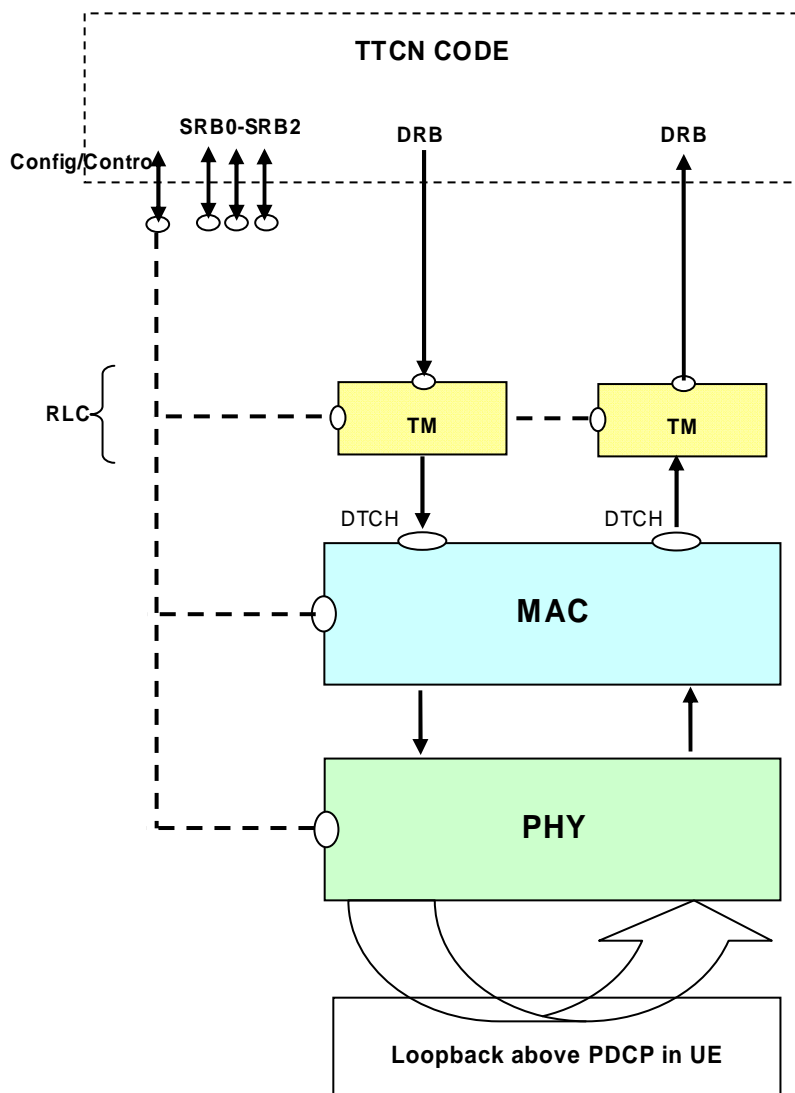 TTCN CODE
SRB0-SRB2
DRB
DRB
Config/Contro
RLC
TM
TM
DTCH
DTCH
MAC
PHY
Loopback above PDCP in UE